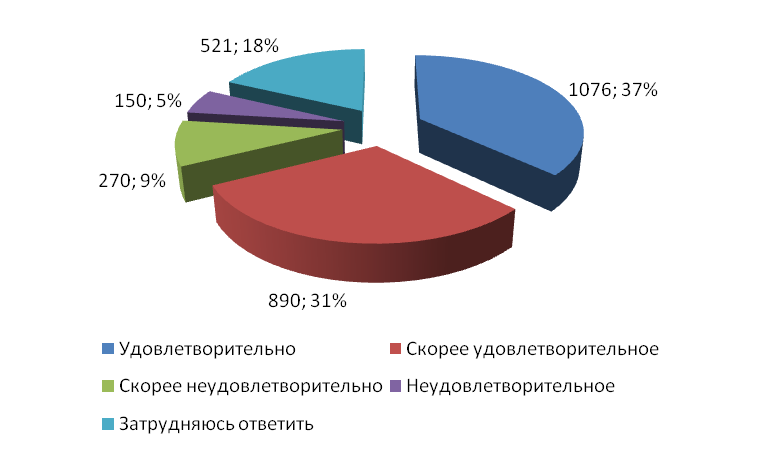 521; 18%
1076; 37%
150; 5%
270; 9%
890; 31%
Удовлетворительно
Скорее удовлетворительное
Скорее неудовлетворительно
Неудовлетворительное
Затрудняюсь ответить